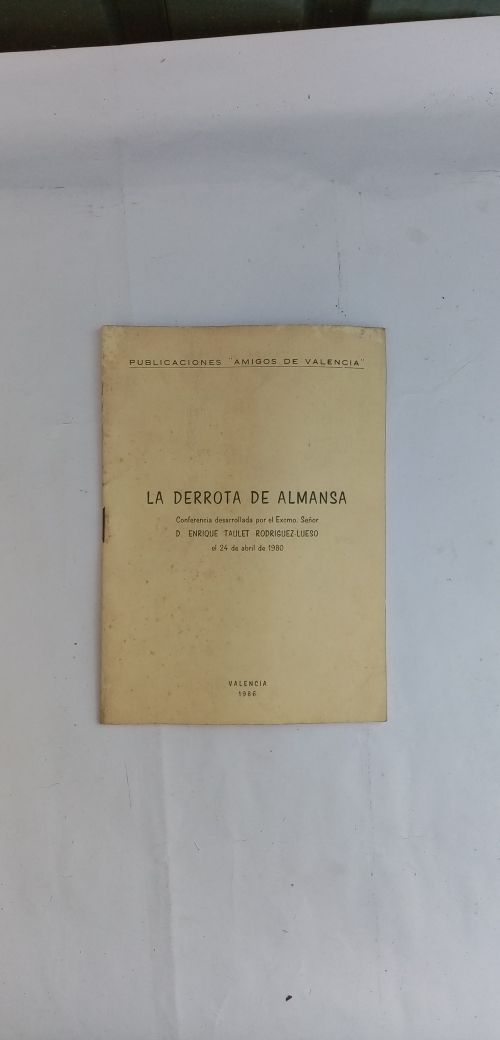 PUBLICACIONES "AMIGOS DE VALENCIA"
LA DERROTA DE ALMANSA
Conferencia desarrollada por el Excmo. Señor
D. ENRIQUE TAULET RODRIGUEZ-LUESO
el 24 de abril de 1980
VALENCIA
1986